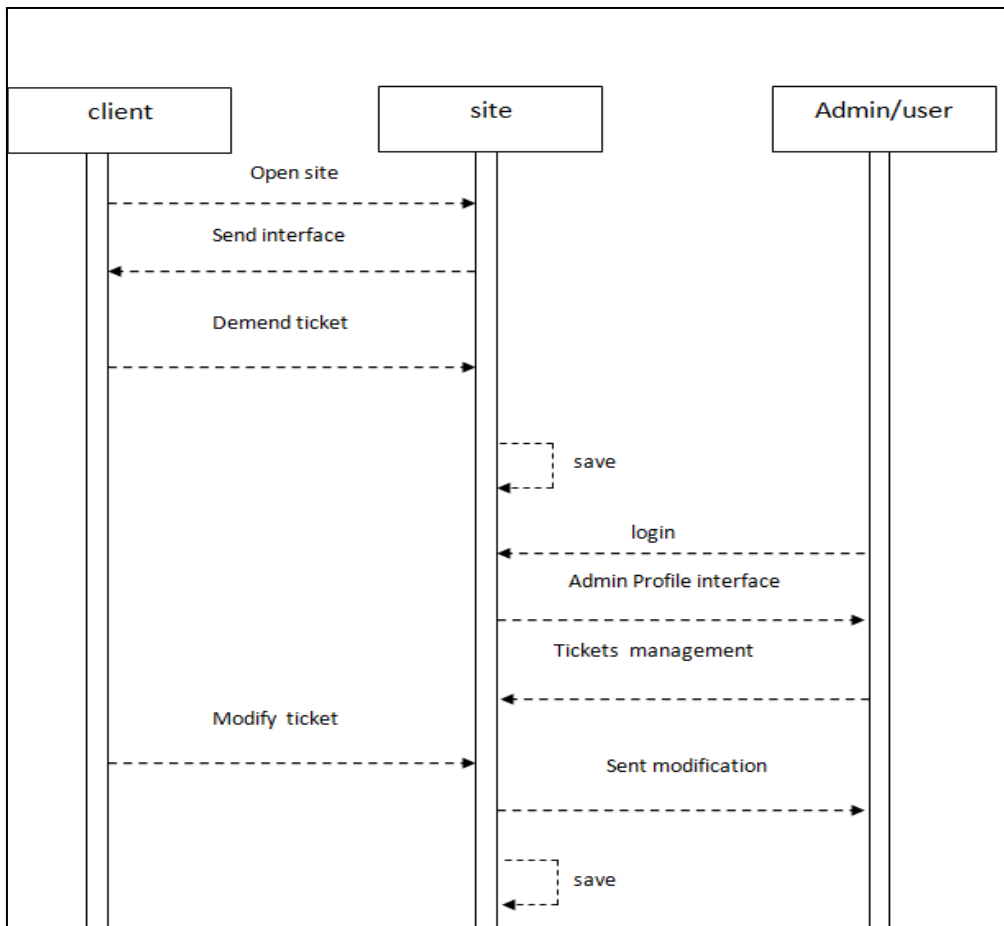 client
site
Admin/user
Open site
Send interface
Demend ticket
save
login
Admin Profile interface
Tickets management
Modify ticket
Sent modification
save